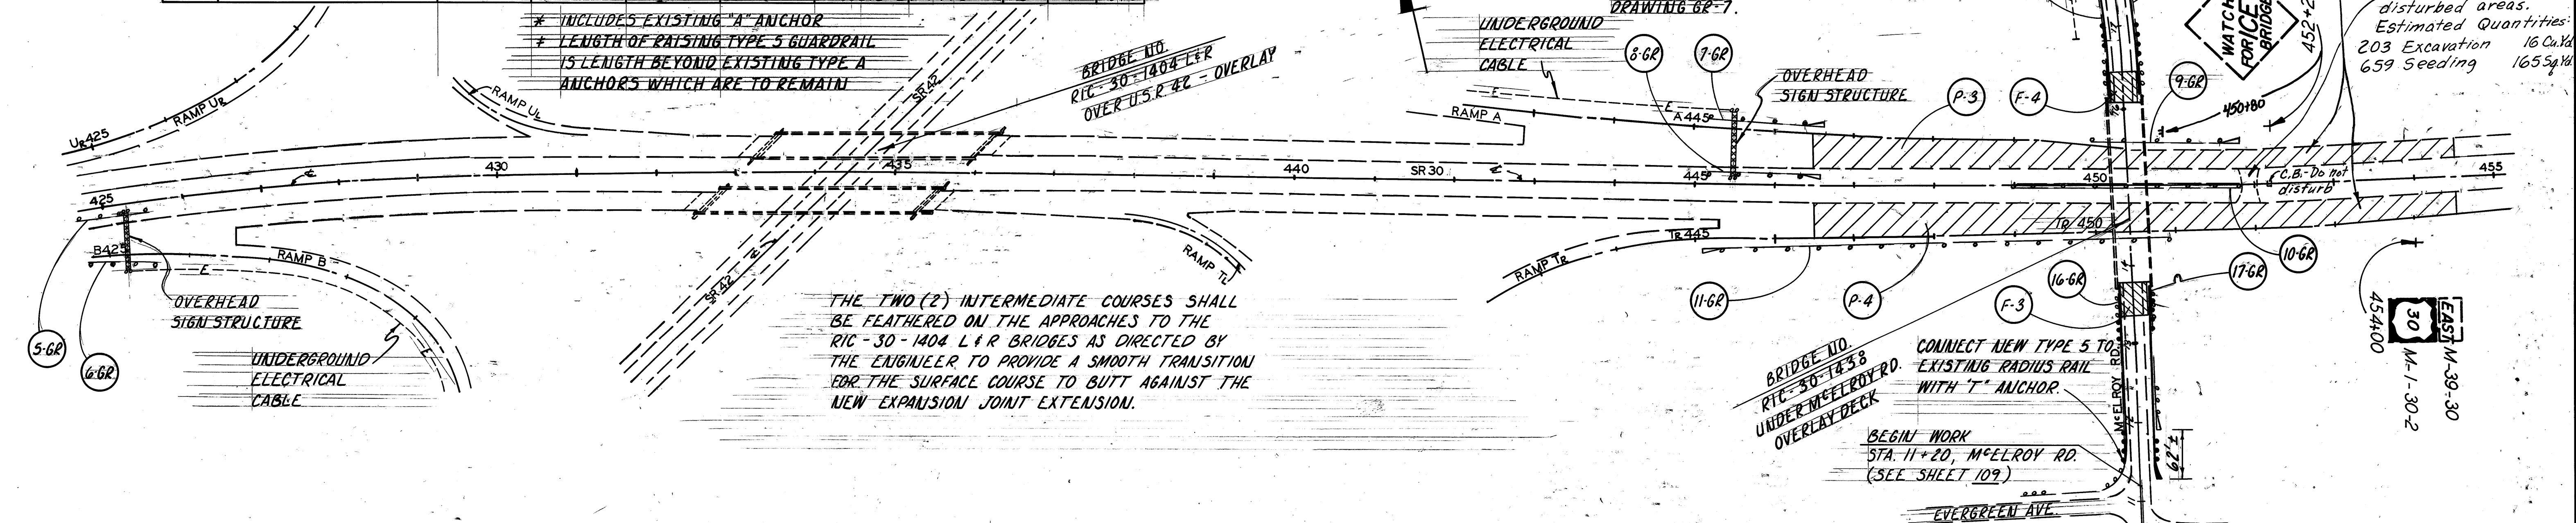 * INCLUDES EXISTING "A" ANCHOR
‡ LENGTH OF RAISING TYPE 5 GUARDRAIL
IS LENGTH BEYOND EXISTING TYPE A
ANCHORS WHICH ARE TO REMAIN
DRAWING GR-7.
UNDERGROUND
ELECTRICAL
CABLE
WATCH
FOR ICE
BRIDGE
452+2
disturbed areas.
Estimated Quantities:
203 Excavation 16 Cu.Yd.
659 Seeding 165 Sq.Yd.
BRIDGE NO.
RIC-30-1404 L&R
OVER U.S.R 42 - OVERLAY
8-GR
7-GR
OVERHEAD
SIGN STRUCTURE
P-3
F-4
9-GR
450+80
UR 425
RAMP UR
RAMP UL
SR 42
RAMP A
A 445
E
E
425
430
435
440
SR 30
445
450
455
C.B.-Do not
disturb
B425
E
RAMP B
E
TR 445
TR 450
RAMP TR
RAMP TL
SR 42
OVERHEAD
SIGN STRUCTURE
5-GR
6-GR
UNDERGROUND
ELECTRICAL
CABLE
THE TWO (2) INTERMEDIATE COURSES SHALL
BE FEATHERED ON THE APPROACHES TO THE
RIC-30-1404 L & R BRIDGES AS DIRECTED BY
THE ENGINEER TO PROVIDE A SMOOTH TRANSITION
FOR THE SURFACE COURSE TO BUTT AGAINST THE
NEW EXPANSION JOINT EXTENSION.
11-GR
P-4
F-3
16-GR
17-GR
10-GR
BRIDGE NO.
RIC-30-1438
UNDER McELROY RD.
OVERLAY DECK
CONNECT NEW TYPE 5 TO
EXISTING RADIUS RAIL
WITH "T" ANCHOR.
McELROY RD.
BEGIN WORK
STA. 11+20, McELROY RD.
(SEE SHEET 109)
EVERGREEN AVE.
454+00
30
EAST
M-39-30
M-1-30-2